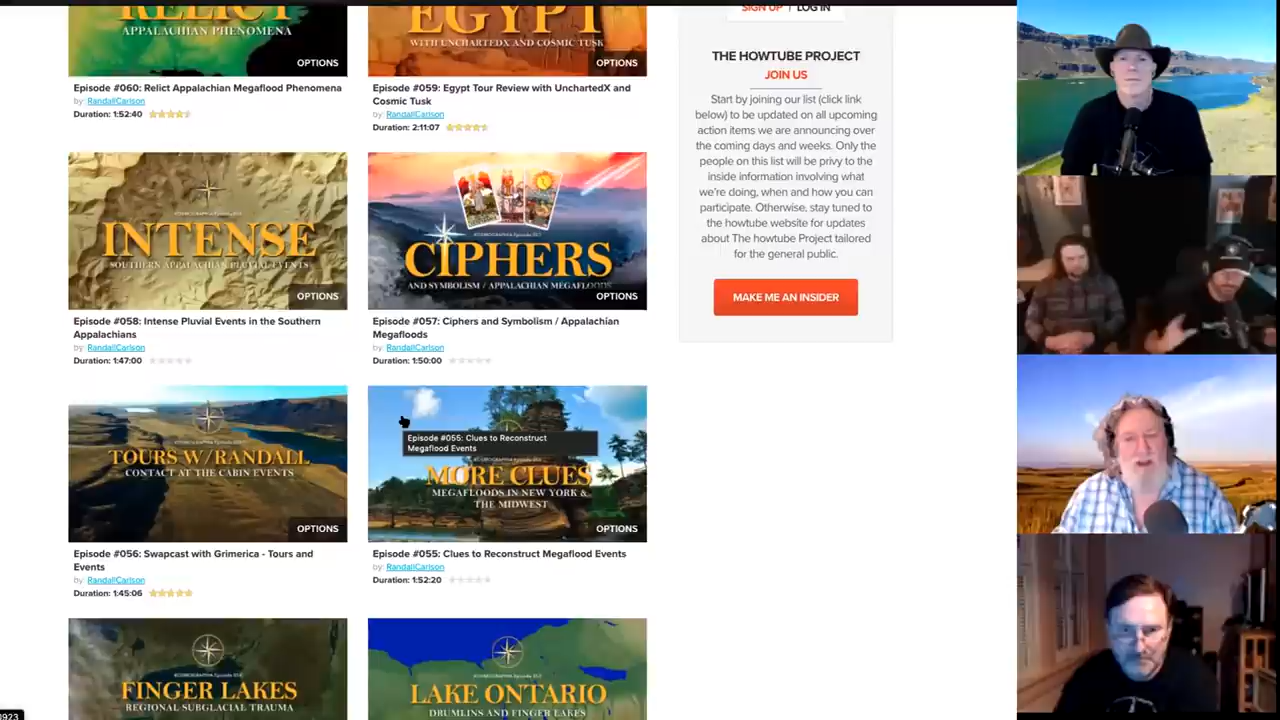 RELICT
APPALACHIAN PHENOMENA
OPTIONS
Episode #060: Relict Appalachian Megaflood Phenomena
by: RandallCarlson
Duration: 1:52:40
EGYPT
WITH UNCHARTEDX AND COSMIC TUSK
OPTIONS
Episode #059: Egypt Tour Review with UnchartedX and
Cosmic Tusk
by: RandallCarlson
Duration: 2:11:07
INTENSE
SOUTHERN APPALACHIAN PLUVIAL EVENTS
OPTIONS
Episode #058: Intense Pluvial Events in the Southern
Appalachians
by: RandallCarlson
Duration: 1:47:00
CIPHERS
AND SYMBOLISM / APPALACHIAN MEGAFLOODS
OPTIONS
Episode #057: Ciphers and Symbolism / Appalachian
Megafloods
by: RandallCarlson
Duration: 1:50:00
TOURS W/RANDALL
CONTACT AT THE CABIN EVENTS
OPTIONS
Episode #056: Swapcast with Grimerica - Tours and
Events
by: RandallCarlson
Duration: 1:45:06
Episode #055: Clues to Reconstruct
Megaflood Events
MORE CLUES
MEGAFLOODS IN NEW YORK &
THE MIDWEST
OPTIONS
Episode #055: Clues to Reconstruct Megaflood Events
by: RandallCarlson
Duration: 1:52:20
FINGER LAKES
REGIONAL SUBGLACIAL TRAUMA
LAKE ONTARIO
DRUMLINS AND FINGER LAKES
SIGN UP | LOG IN
THE HOWTUBE PROJECT
JOIN US
Start by joining our list (click link
below) to be updated on all upcoming
action items we are announcing over
the coming days and weeks. Only the
people on this list will be privy to the
inside information involving what
we're doing, when and how you can
participate. Otherwise, stay tuned to
the howtube website for updates
about The howtube Project tailored
for the general public.
MAKE ME AN INSIDER